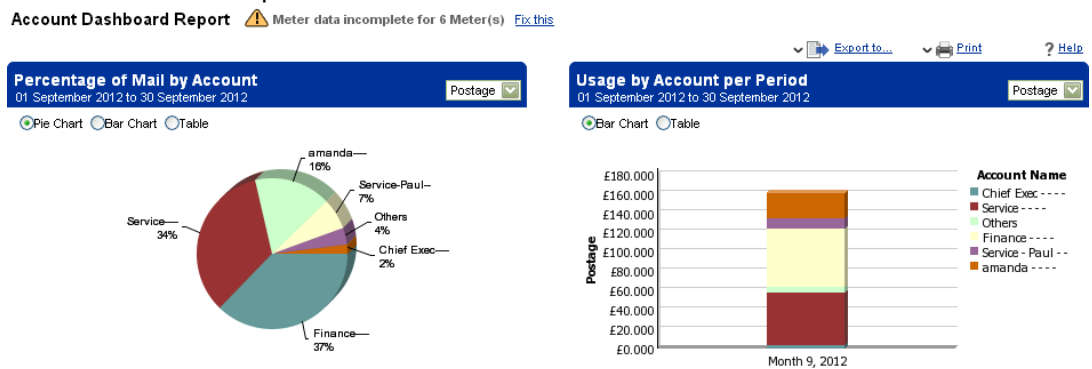 Account Dashboard Report Meter data incomplete for 6 Meter(s) Fix this
Export to... Print ? Help
Percentage of Mail by Account
01 September 2012 to 30 September 2012
Postage
Pie Chart Bar Chart Table
amanda—
16%
Service-Paul–
7%
Others
4%
Chief Exec—
2%
Service—
34%
Finance—
37%
Usage by Account per Period
01 September 2012 to 30 September 2012
Postage
Bar Chart Table
Postage
£180.000
£160.000
£140.000
£120.000
£100.000
£80.000
£60.000
£40.000
£20.000
£0.000
Month 9, 2012
Account Name
Chief Exec - - - -
Service - - - -
Others
Finance - - - -
Service - Paul - -
amanda - - - -